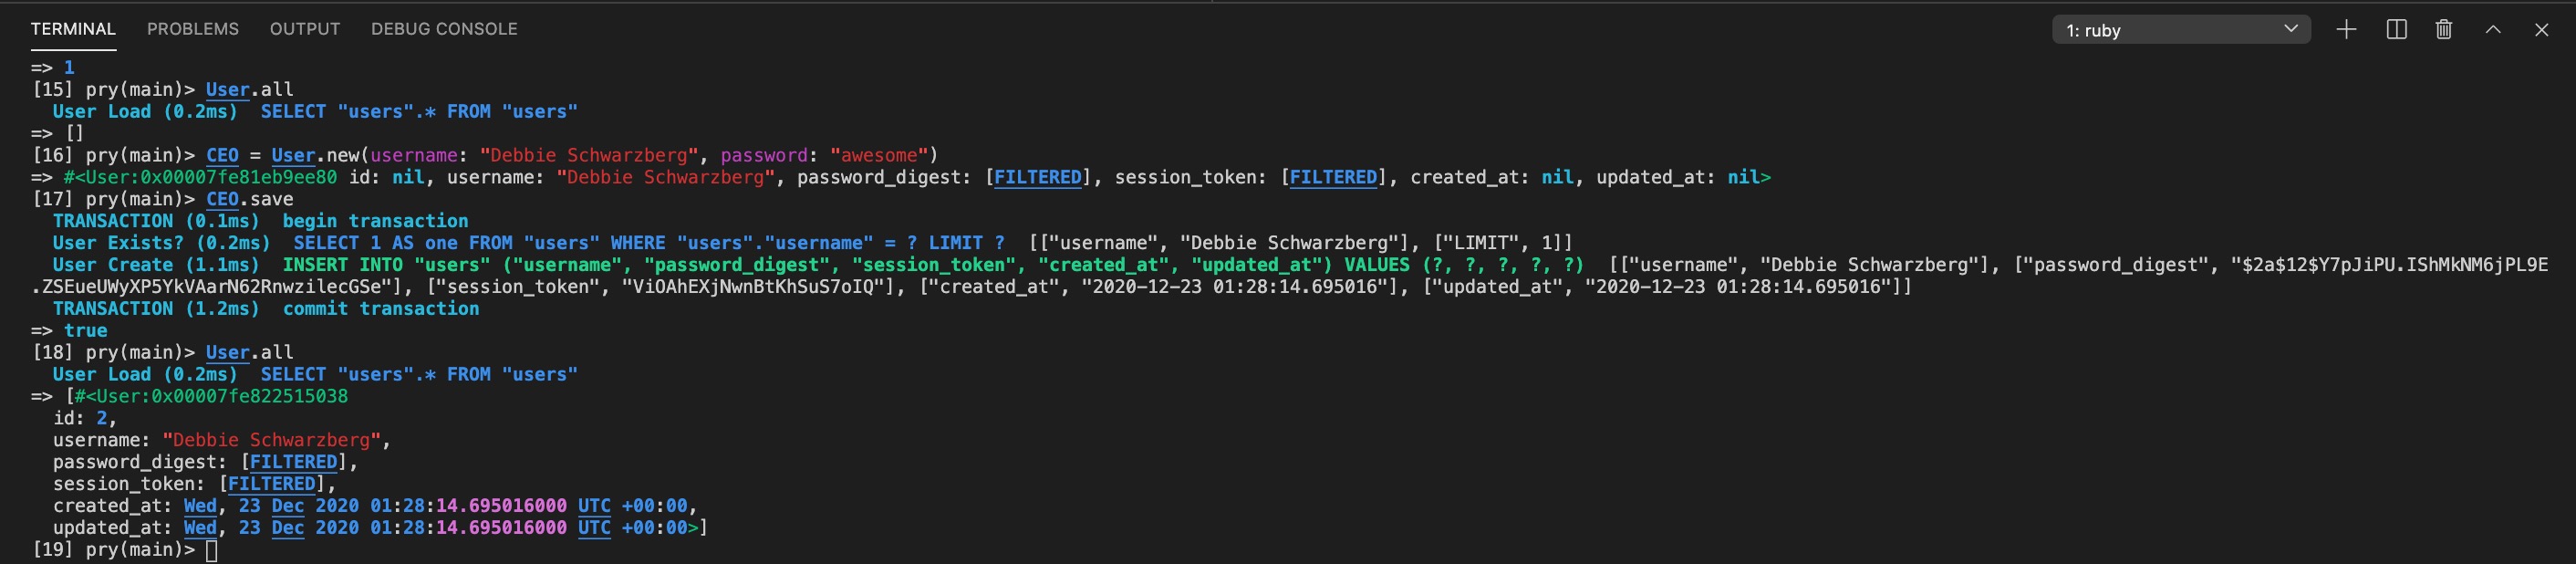 TERMINAL PROBLEMS OUTPUT DEBUG CONSOLE 1: ruby
=> 1
[15] pry(main)> User.all
  User Load (0.2ms)  SELECT "users".* FROM "users"
=> []
[16] pry(main)> CEO = User.new(username: "Debbie Schwarzberg", password: "awesome")
=> #<User:0x00007fe81eb9ee80 id: nil, username: "Debbie Schwarzberg", password_digest: [FILTERED], session_token: [FILTERED], created_at: nil, updated_at: nil>
[17] pry(main)> CEO.save
  TRANSACTION (0.1ms)  begin transaction
  User Exists? (0.2ms)  SELECT 1 AS one FROM "users" WHERE "users"."username" = ? LIMIT ?  [["username", "Debbie Schwarzberg"], ["LIMIT", 1]]
  User Create (1.1ms)  INSERT INTO "users" ("username", "password_digest", "session_token", "created_at", "updated_at") VALUES (?, ?, ?, ?, ?)  [["username", "Debbie Schwarzberg"], ["password_digest", "$2a$12$Y7pJiPU.IShMkNM6jPL9E
.ZSEueUWyXP5YkVAarN62RnwzilecGSe"], ["session_token", "ViOAhEXjNwnBtKhSuS7oIQ"], ["created_at", "2020-12-23 01:28:14.695016"], ["updated_at", "2020-12-23 01:28:14.695016"]]
  TRANSACTION (1.2ms)  commit transaction
=> true
[18] pry(main)> User.all
  User Load (0.2ms)  SELECT "users".* FROM "users"
=> [#<User:0x00007fe822515038
  id: 2,
  username: "Debbie Schwarzberg",
  password_digest: [FILTERED],
  session_token: [FILTERED],
  created_at: Wed, 23 Dec 2020 01:28:14.695016000 UTC +00:00,
  updated_at: Wed, 23 Dec 2020 01:28:14.695016000 UTC +00:00>]
[19] pry(main)>